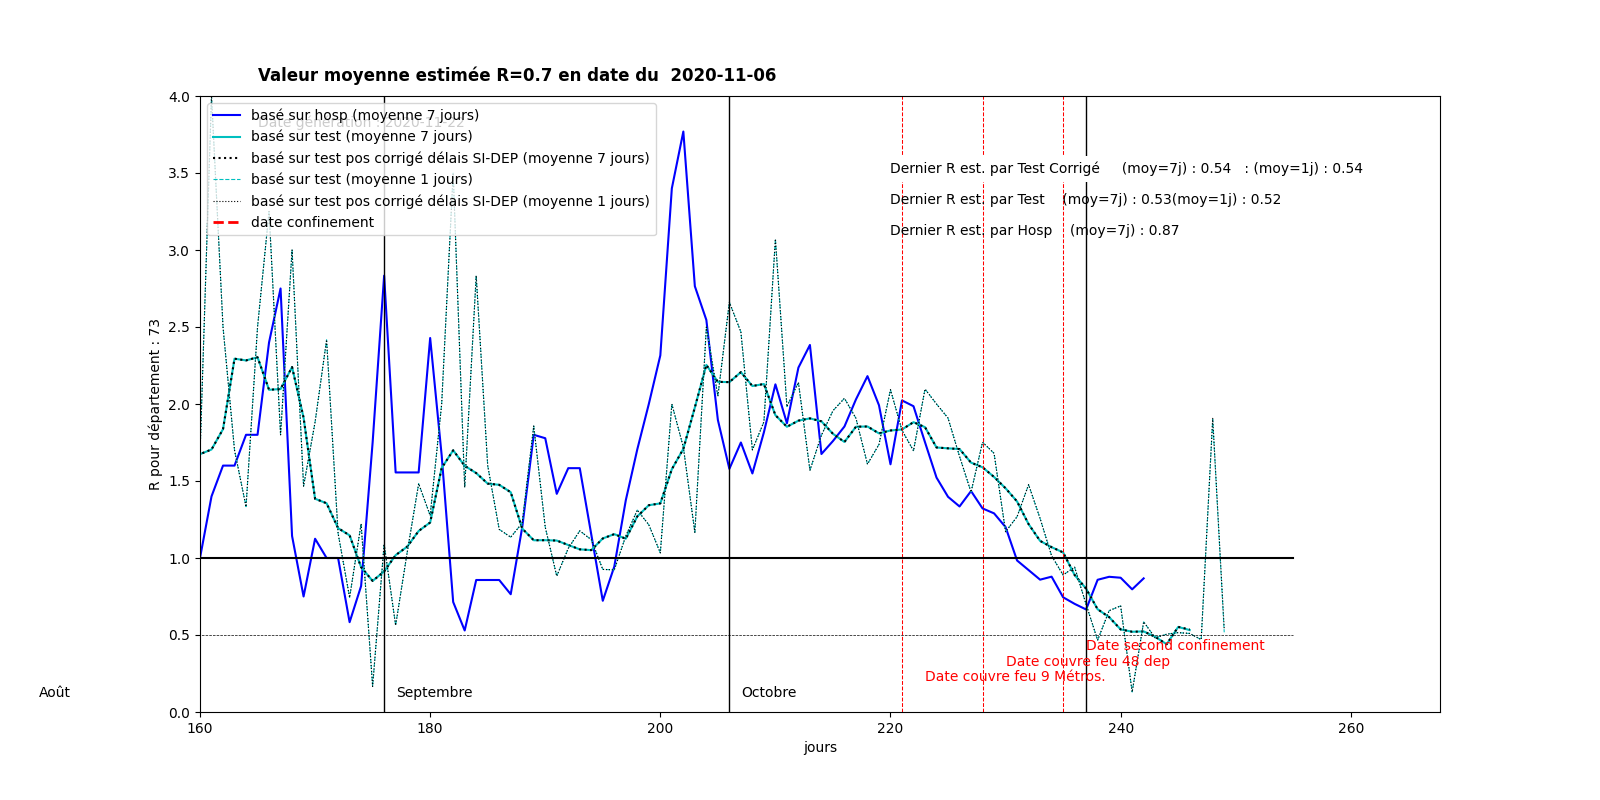 Valeur moyenne estimée R=0.7 en date du  2020-11-06
Date génération : 2020-11-22
basé sur hosp (moyenne 7 jours)
basé sur test (moyenne 7 jours)
basé sur test pos corrigé délais SI-DEP (moyenne 7 jours)
basé sur test (moyenne 1 jours)
basé sur test pos corrigé délais SI-DEP (moyenne 1 jours)
date confinement
Dernier R est. par Test Corrigé     (moy=7j) : 0.54   : (moy=1j) : 0.54
Dernier R est. par Test    (moy=7j) : 0.53(moy=1j) : 0.52
Dernier R est. par Hosp    (moy=7j) : 0.87
4.0
3.5
3.0
2.5
2.0
1.5
1.0
0.5
0.0
R pour département : 73
Date second confinement
Date couvre feu 48 dep
Date couvre feu 9 Métros.
Août
Septembre
Octobre
160 180 200 220 240 260
jours